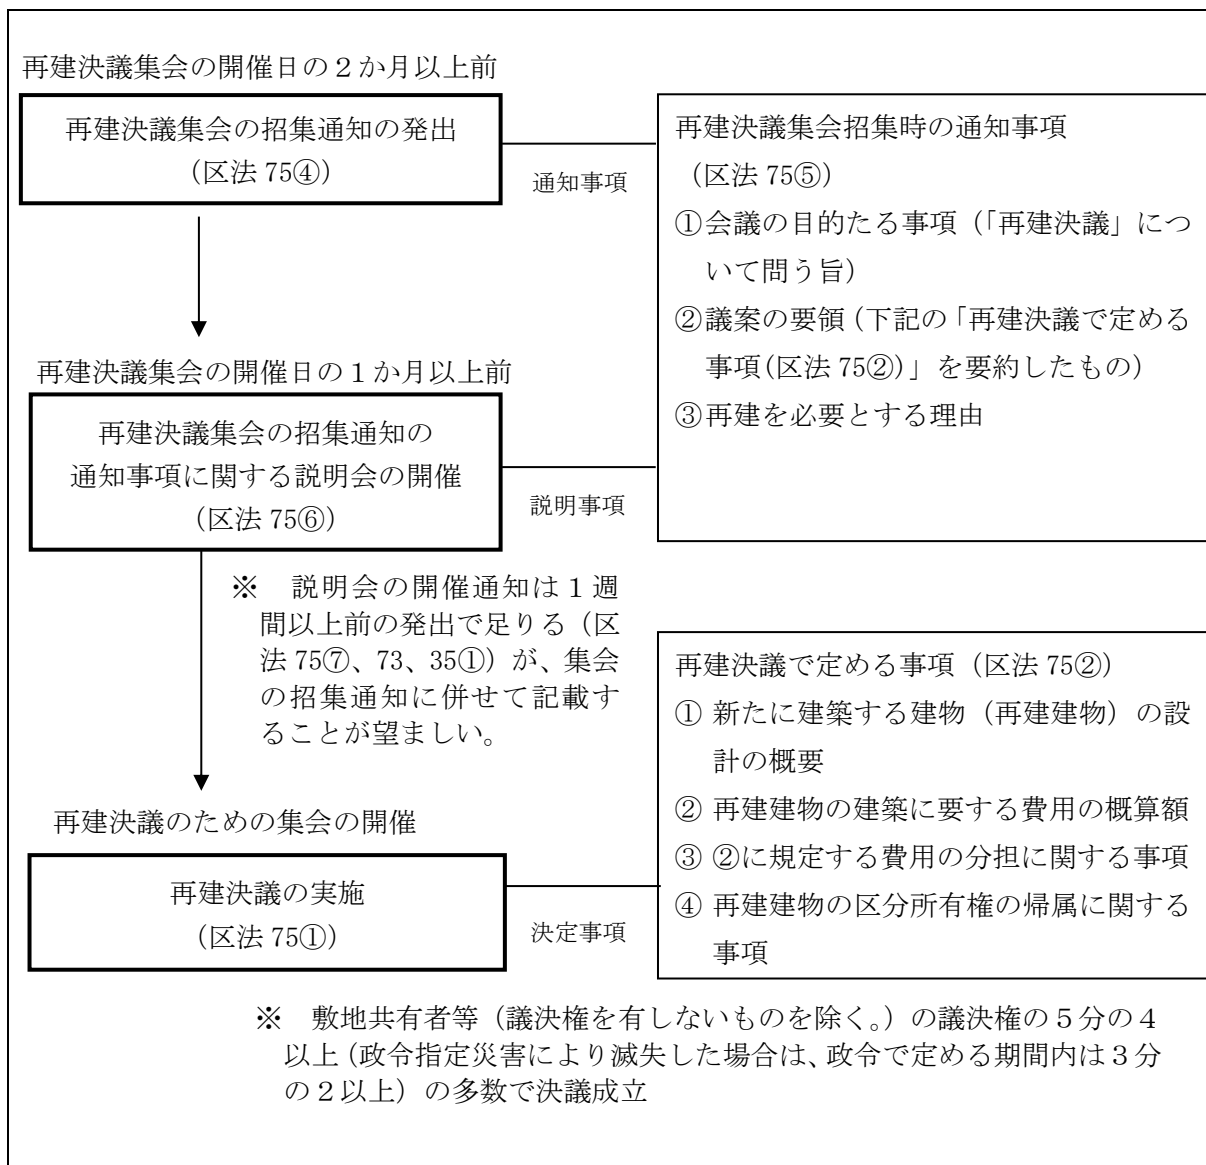 再建決議集会の開催日の２か月以上前
再建決議集会の招集通知の発出
（区法 75④）
通知事項
再建決議集会招集時の通知事項
（区法 75⑤）
①会議の目的たる事項（「再建決議」につ
いて問う旨）
②議案の要領（下記の「再建決議で定める
事項(区法 75②)」を要約したもの）
③再建を必要とする理由
再建決議集会の開催日の１か月以上前
再建決議集会の招集通知の
通知事項に関する説明会の開催
（区法 75⑥）
説明事項
※　説明会の開催通知は１週
間以上前の発出で足りる（区
法 75⑦、73、35①）が、集会
の招集通知に併せて記載す
ることが望ましい。
再建決議のための集会の開催
再建決議の実施
（区法 75①）
決定事項
再建決議で定める事項（区法 75②）
① 新たに建築する建物（再建建物）の設
計の概要
② 再建建物の建築に要する費用の概算額
③ ②に規定する費用の分担に関する事項
④ 再建建物の区分所有権の帰属に関する
事項
※　敷地共有者等（議決権を有しないものを除く。）の議決権の５分の４
以上（政令指定災害により滅失した場合は、政令で定める期間内は３分
の２以上）の多数で決議成立